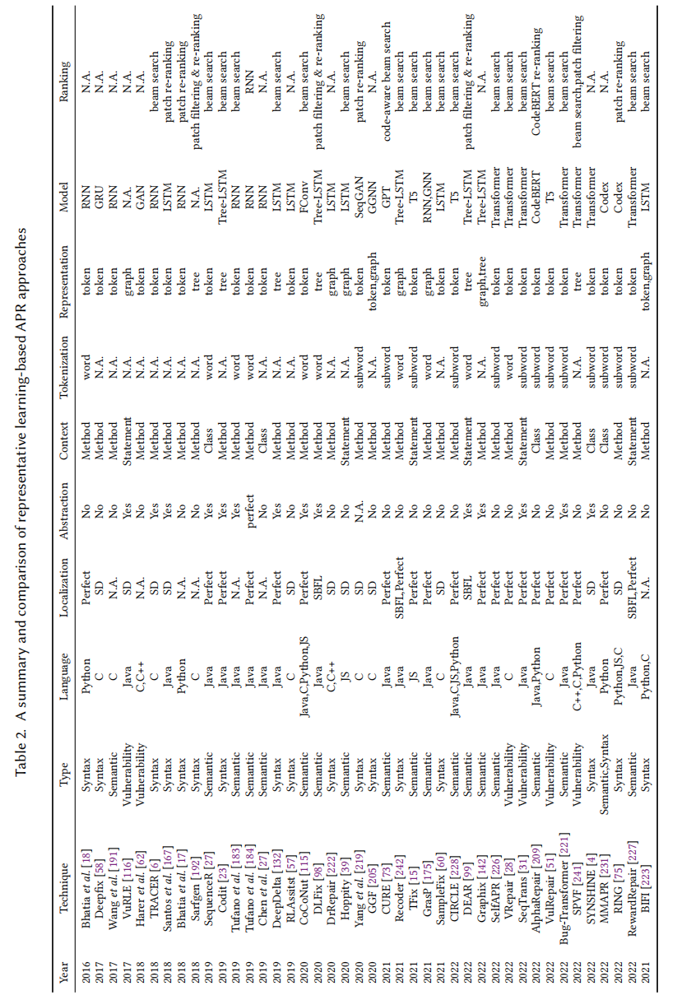 Table 2. A summary and comparison of representative learning-based APR approaches
Year Technique Type Language Localization Abstraction Context Tokenization Representation Model Ranking
2016 Bhatia et al. [18] Syntax Python Perfect No Method word token RNN N.A.
2017 Deepfix [58] Syntax C SD No Method N.A. token GRU N.A.
2017 Wang et al. [191] Semantic C N.A. No Method N.A. token RNN N.A.
2017 VuRLE [116] Vulnerability Java SD Yes Statement N.A. graph N.A. N.A.
2018 Harer et al. [62] Vulnerability C,C++ N.A. No Method N.A. token GAN N.A.
2018 TRACER [6] Syntax C SD Yes Method N.A. token RNN beam search
2018 Santos et al. [167] Syntax Java SD Yes Method N.A. token LSTM patch re-ranking
2018 Bhatia et al. [17] Syntax Python N.A. No Method N.A. token RNN patch re-ranking
2018 Sarfgen [192] Syntax C N.A. No Method N.A. tree N.A. patch filtering & re-ranking
2019 SequenceR [27] Semantic Java Perfect Yes Class word token LSTM beam search
2019 Codit [23] Semantic Java Perfect Yes Method N.A. tree Tree-LSTM beam search
2019 Tufano et al. [183] Semantic Java N.A. Yes Method word token RNN beam search
2019 Tufano et al. [184] Semantic Java Perfect perfect Method word token RNN RNN
2019 Chen et al. [27] Semantic Java N.A. No Class N.A. token RNN N.A.
2019 DeepDelta [132] Syntax Java Perfect Yes Method N.A. tree LSTM beam search
2019 RLAssitst [57] Syntax C SD No Method N.A. token LSTM N.A.
2020 CoCoNut [115] Semantic Java,C,Python,JS Perfect Yes Method word token FConv beam search
2020 DLFix [98] Semantic Java SBFL Yes Method word tree Tree-LSTM patch filtering & re-ranking
2020 DrRepair [222] Syntax C,C++ SD No Method N.A. graph LSTM N.A.
2020 Hoppity [39] Semantic JS SD No Statement N.A. graph LSTM beam search
2020 Yang et al. [219] Syntax C SD N.A. Method subword token SeqGAN patch re-ranking
2020 GGF [205] Syntax C SD No Method N.A. token,graph GGNN N.A.
2021 CURE [73] Semantic Java Perfect No Method subword token GPT code-aware beam search
2021 Recoder [242] Syntax Java SBFL,Perfect No Method word graph Tree-LSTM beam search
2021 TFix [15] Semantic JS Perfect No Statement subword token T5 beam search
2021 GrasP [175] Semantic Java Perfect No Method word graph RNN,GNN beam search
2021 SampleFix [60] Syntax C SD No Method N.A. token LSTM beam search
2022 CIRCLE [228] Semantic Java,C,JS,Python Perfect No Method subword token T5 beam search
2022 DEAR [99] Semantic Java SBFL Yes Statement word tree Tree-LSTM patch filtering & re-ranking
2022 Graphix [142] Semantic Java Perfect Yes Method N.A. graph,tree Tree-LSTM N.A.
2022 SelfAPR [226] Semantic Java Perfect No Method subword token Transformer beam search
2022 VRepair [28] Vulnerability C Perfect No Method word token Transformer beam search
2022 SeqTrans [31] Vulnerability Java Perfect Yes Statement subword token Transformer beam search
2022 AlphaRepair [209] Semantic Java,Python Perfect No Class subword token CodeBERT CodeBERT re-ranking
2022 VulRepair [51] Vulnerability C Perfect No Method subword token T5 beam search
2022 Bug-Transformer [221] Semantic Java Perfect Yes Method subword token Transformer beam search
2022 SPVF [241] Vulnerability C++,C,Python Perfect No Method N.A. tree Transformer beam search,patch filtering
2022 SYNSHINE [4] Syntax Java SD Yes Class subword token Transformer N.A.
2022 MMAPR [231] Semantic,Syntax Python Perfect No Class subword token Codex N.A.
2022 RING [75] Syntax Python,JS,C SD No Method subword token Codex patch re-ranking
2022 RewardRepair [227] Semantic Java SBFL,Perfect No Statement subword token Transformer beam search
2021 BIFI [223] Syntax Python,C N.A. No Method N.A. token,graph LSTM beam search